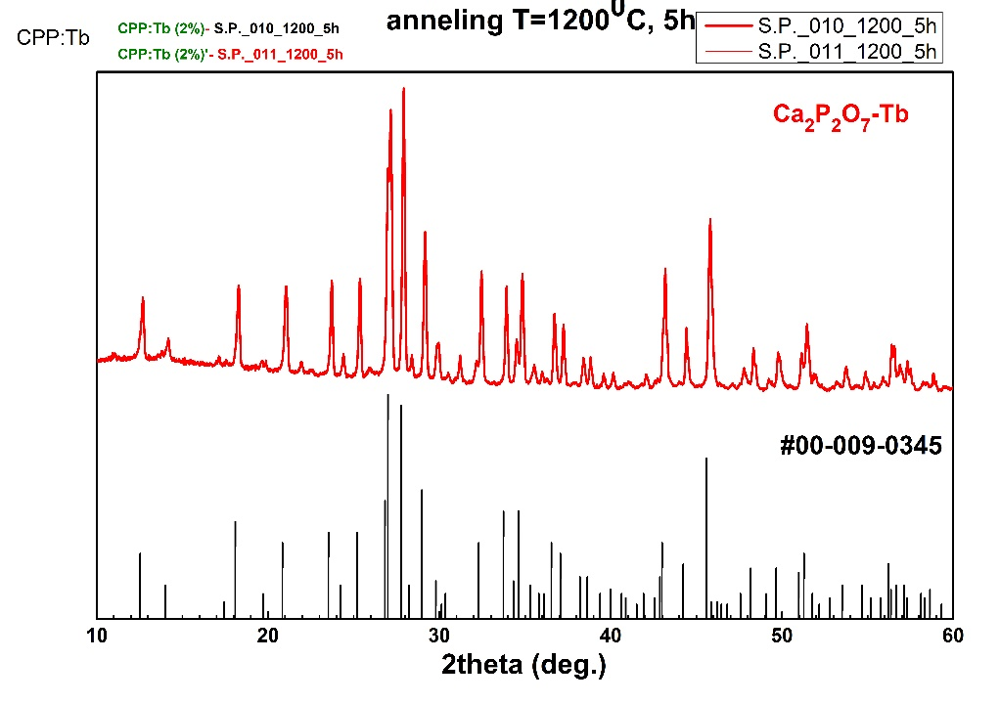 anneling T=1200⁰C, 5h
CPP:Tb
CPP:Tb (2%)- S.P._010_1200_5h
CPP:Tb (2%)'- S.P._011_1200_5h
S.P._010_1200_5h
S.P._011_1200_5h
Ca₂P₂O₇-Tb
#00-009-0345
10 20 30 40 50 60
2theta (deg.)